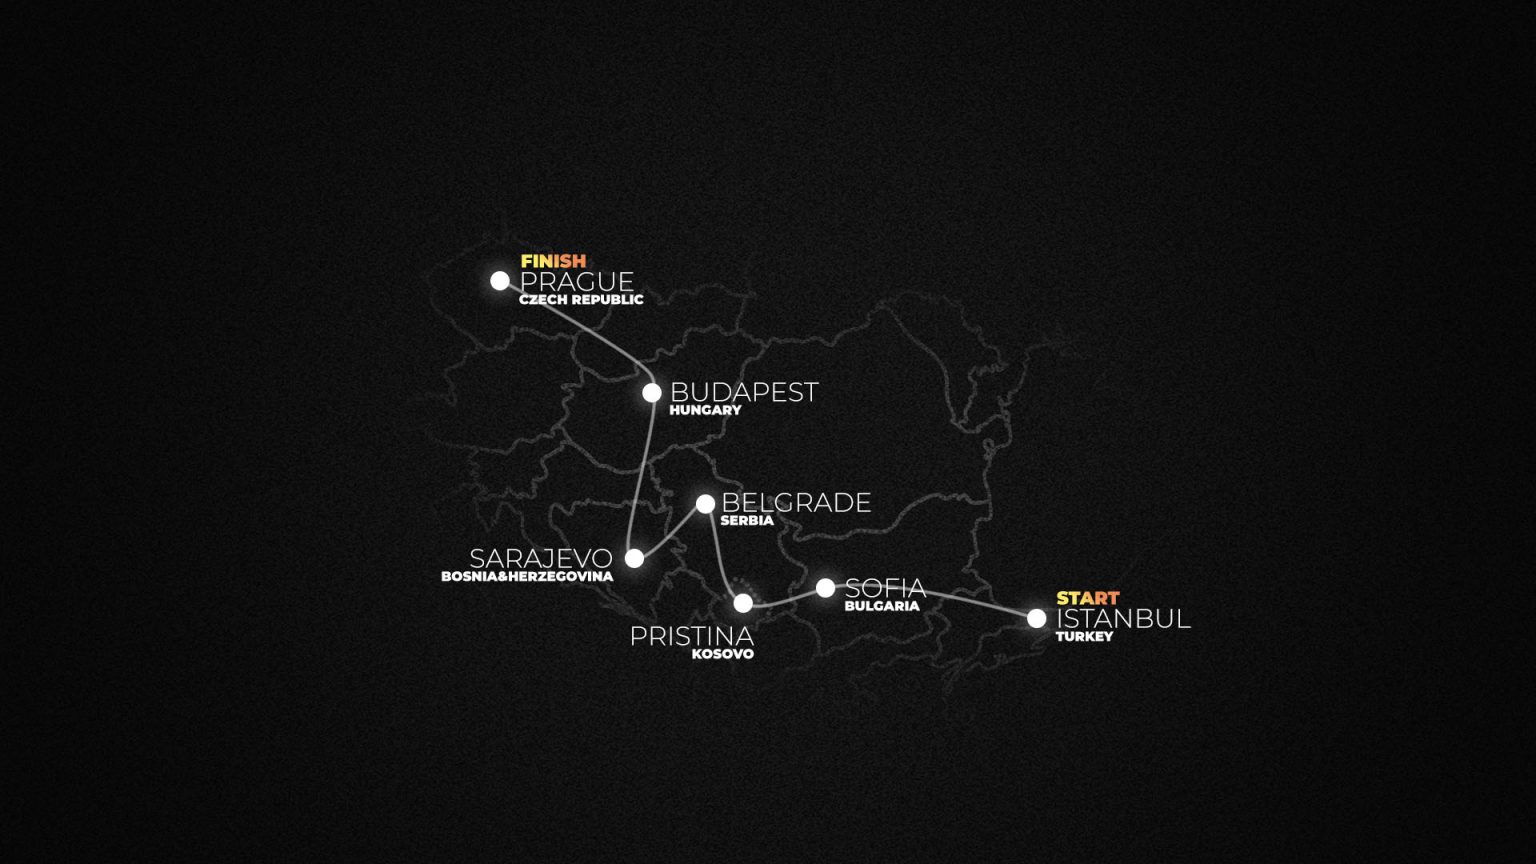 FINISH
PRAGUE
CZECH REPUBLIC
BUDAPEST
HUNGARY
BELGRADE
SERBIA
SARAJEVO
BOSNIA&HERZEGOVINA
SOFIA
BULGARIA
START
ISTANBUL
TURKEY
PRISTINA
KOSOVO